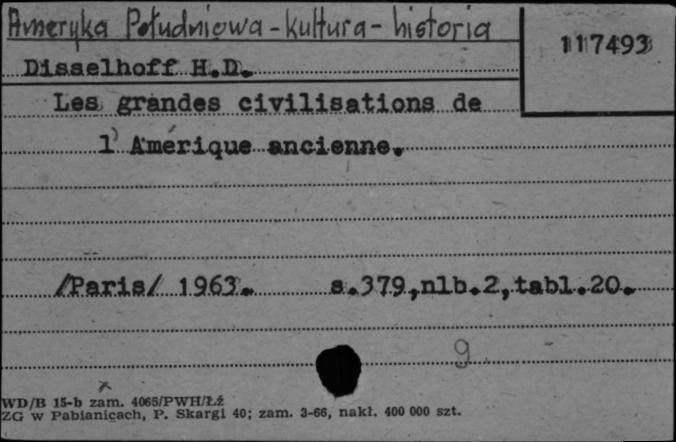 Ameryka Południowa - kultura - historia
117493
Disselhoff H.D.
Les grandes civilisations de
l'Amérique ancienne.
/Paris/ 1963. s.379,nlb.2,tabl.20.
9
WD/B 15-b zam. 4065/PWH/Łż
ZG w Pabianicach, P. Skargi 40; zam. 3-66, nakł. 400 000 szt.